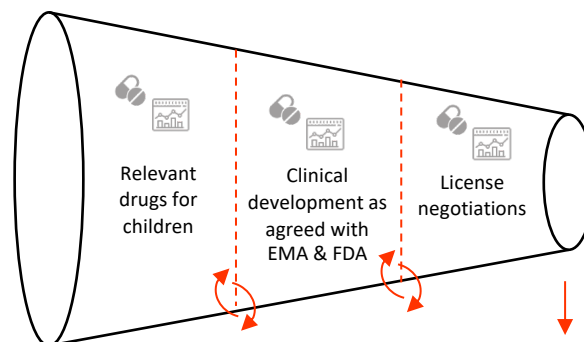 Relevant
drugs for
children
Clinical
development as
agreed with
EMA & FDA
License
negotiations